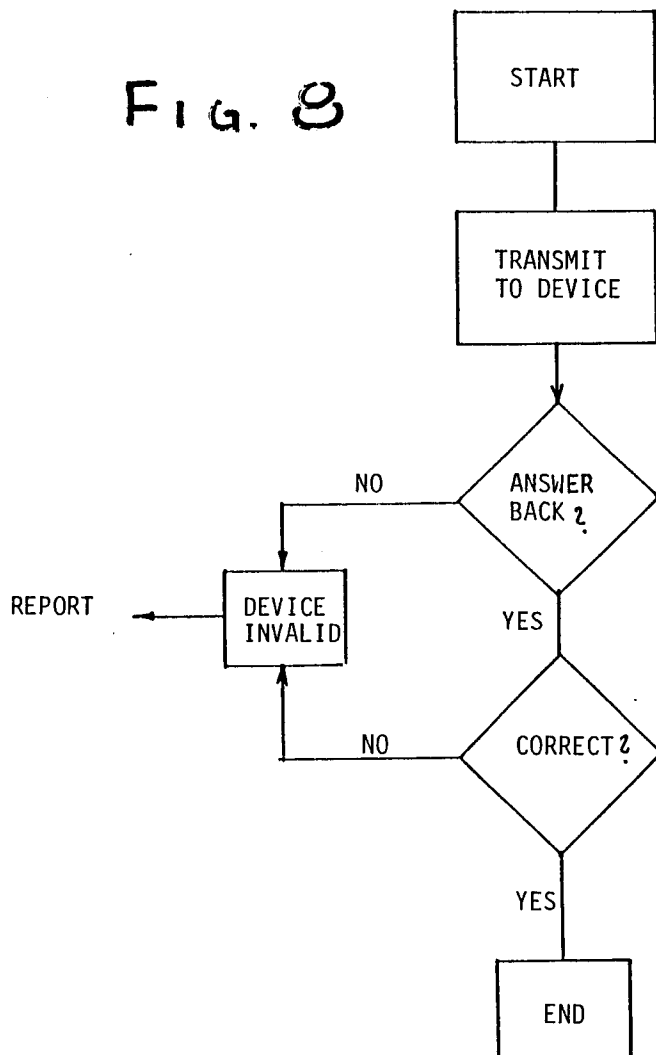 FIG. 8
START
TRANSMIT
TO DEVICE
ANSWER
BACK?
NO
YES
DEVICE
INVALID
REPORT
CORRECT?
NO
YES
END